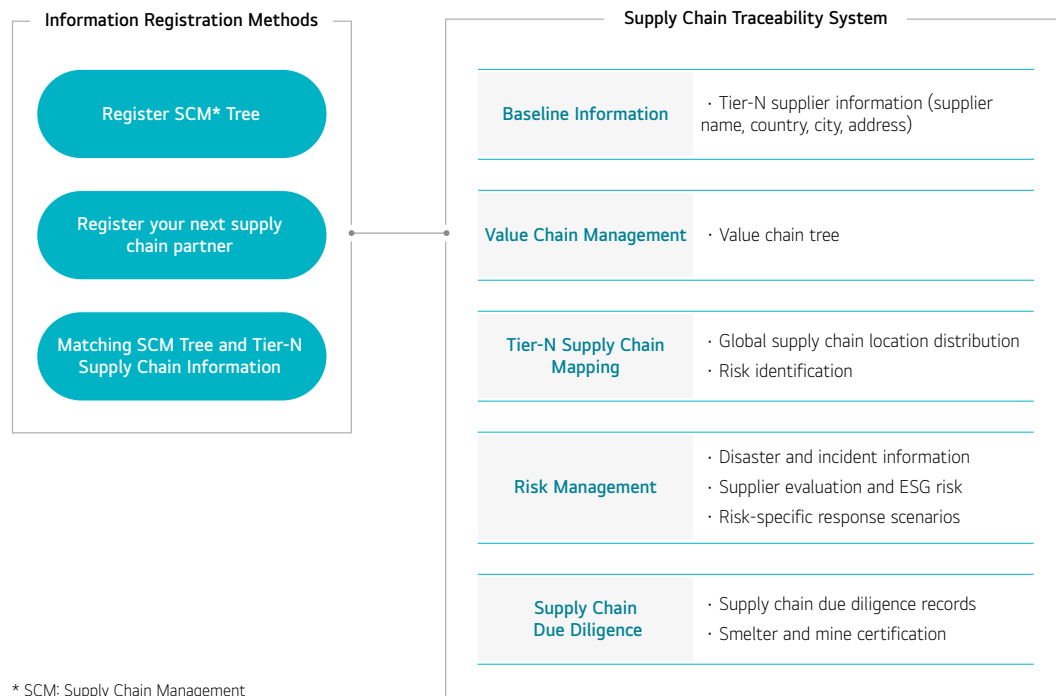 Information Registration Methods
Register SCM* Tree
Register your next supply
chain partner
Matching SCM Tree and Tier-N
Supply Chain Information
Supply Chain Traceability System
Baseline Information
· Tier-N supplier information (supplier
name, country, city, address)
Value Chain Management
· Value chain tree
Tier-N Supply Chain
Mapping
· Global supply chain location distribution
· Risk identification
Risk Management
· Disaster and incident information
· Supplier evaluation and ESG risk
· Risk-specific response scenarios
Supply Chain
Due Diligence
· Supply chain due diligence records
· Smelter and mine certification
* SCM: Supply Chain Management